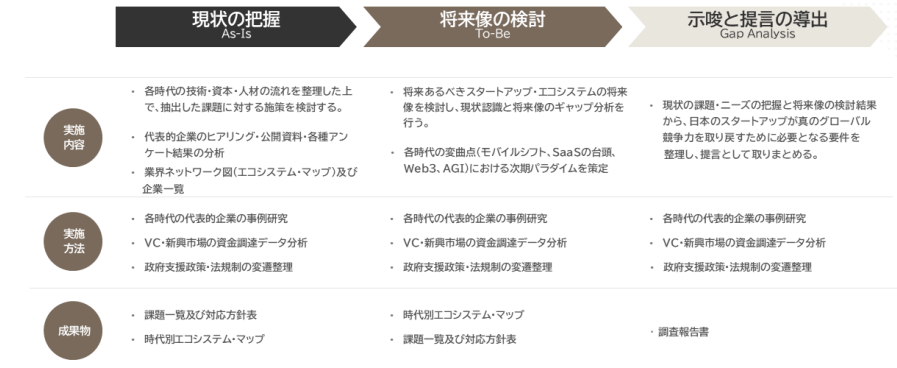 現状の把握
As-Is
将来像の検討
To-Be
示唆と提言の導出
Gap Analysis
実施
内容
・ 各時代の技術・資本・人材の流れを整理した上
で、抽出した課題に対する施策を検討する。
・ 代表的企業のヒアリング・公開資料・各種アン
ケート結果の分析
・ 業界ネットワーク図(エコシステム・マップ)及び
企業一覧
・ 将来あるべきスタートアップ・エコシステムの将来
像を検討し、現状認識と将来像のギャップ分析を
行う。
・ 各時代の変曲点(モバイルシフト、SaaSの台頭、
Web3、AGI)における次期パラダイムを策定
・ 現状の課題・ニーズの把握と将来像の検討結果
から、日本のスタートアップが真のグローバル
競争力を取り戻すために必要となる要件を
整理し、提言として取りまとめる。
実施
方法
・ 各時代の代表的企業の事例研究
・ VC・新興市場の資金調達データ分析
・ 政府支援政策・法規制の変遷整理
・ 各時代の代表的企業の事例研究
・ VC・新興市場の資金調達データ分析
・ 政府支援政策・法規制の変遷整理
・ 各時代の代表的企業の事例研究
・ VC・新興市場の資金調達データ分析
・ 政府支援政策・法規制の変遷整理
成果物
・ 課題一覧及び対応方針表
・ 時代別エコシステム・マップ
・ 時代別エコシステム・マップ
・ 課題一覧及び対応方針表
・調査報告書